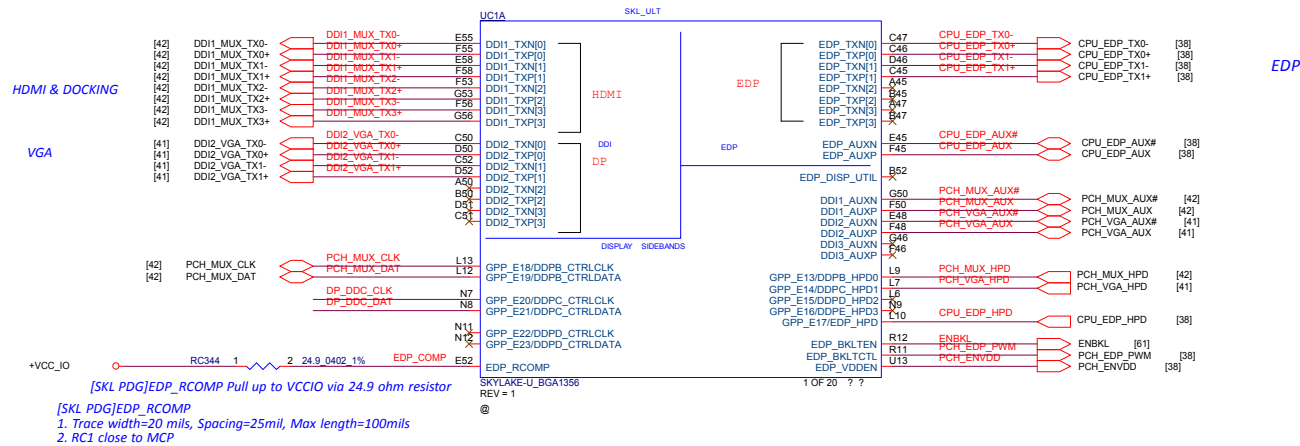 UC1A SKL_ULT
HDMI & DOCKING
[42] DDI1_MUX_TX0- DDI1_MUX_TX0- E55 DDI1_TXN[0]
[42] DDI1_MUX_TX0+ DDI1_MUX_TX0+ F55 DDI1_TXP[0]
[42] DDI1_MUX_TX1- DDI1_MUX_TX1- E58 DDI1_TXN[1]
[42] DDI1_MUX_TX1+ DDI1_MUX_TX1+ F58 DDI1_TXP[1]
[42] DDI1_MUX_TX2- DDI1_MUX_TX2- F53 DDI1_TXN[2]
[42] DDI1_MUX_TX2+ DDI1_MUX_TX2+ G53 DDI1_TXP[2]
[42] DDI1_MUX_TX3- DDI1_MUX_TX3- F56 DDI1_TXN[3]
[42] DDI1_MUX_TX3+ DDI1_MUX_TX3+ G56 DDI1_TXP[3]
HDMI
VGA
[41] DDI2_VGA_TX0- DDI2_VGA_TX0- C50 DDI2_TXN[0]
[41] DDI2_VGA_TX0+ DDI2_VGA_TX0+ D50 DDI2_TXP[0]
[41] DDI2_VGA_TX1- DDI2_VGA_TX1- C52 DDI2_TXN[1]
[41] DDI2_VGA_TX1+ DDI2_VGA_TX1+ D52 DDI2_TXP[1]
A50 DDI2_TXN[2]
B50 DDI2_TXP[2]
D51 DDI2_TXN[3]
C51 DDI2_TXP[3]
DDI
DP
EDP
DISPLAY SIDEBANDS
[42] PCH_MUX_CLK PCH_MUX_CLK L13 GPP_E18/DDPB_CTRLCLK
[42] PCH_MUX_DAT PCH_MUX_DAT L12 GPP_E19/DDPB_CTRLDATA
DP_DDC_CLK N7 GPP_E20/DDPC_CTRLCLK
DP_DDC_DAT N8 GPP_E21/DDPC_CTRLDATA
N11 GPP_E22/DDPD_CTRLCLK
N12 GPP_E23/DDPD_CTRLDATA
+VCC_IO RC344 1 2 24.9_0402_1% EDP_COMP E52 EDP_RCOMP
EDP
EDP
EDP_TXN[0] C47 CPU_EDP_TX0- CPU_EDP_TX0- [38]
EDP_TXP[0] C46 CPU_EDP_TX0+ CPU_EDP_TX0+ [38]
EDP_TXN[1] D46 CPU_EDP_TX1- CPU_EDP_TX1- [38]
EDP_TXP[1] C45 CPU_EDP_TX1+ CPU_EDP_TX1+ [38]
EDP_TXN[2] A45
EDP_TXP[2] B45
EDP_TXN[3] A47
EDP_TXP[3] B47
EDP_AUXN E45 CPU_EDP_AUX# CPU_EDP_AUX# [38]
EDP_AUXP F45 CPU_EDP_AUX CPU_EDP_AUX [38]
EDP_DISP_UTIL B52
DDI1_AUXN G50 PCH_MUX_AUX# PCH_MUX_AUX# [42]
DDI1_AUXP F50 PCH_MUX_AUX PCH_MUX_AUX [42]
DDI2_AUXN E48 PCH_VGA_AUX# PCH_VGA_AUX# [41]
DDI2_AUXP F48 PCH_VGA_AUX PCH_VGA_AUX [41]
DDI3_AUXN G46
DDI3_AUXP F46
GPP_E13/DDPB_HPD0 L9 PCH_MUX_HPD PCH_MUX_HPD [42]
GPP_E14/DDPC_HPD1 L7 PCH_VGA_HPD PCH_VGA_HPD [41]
GPP_E15/DDPD_HPD2 L6
GPP_E16/DDPE_HPD3 N9
GPP_E17/EDP_HPD L10 CPU_EDP_HPD CPU_EDP_HPD [38]
EDP_BKLTEN R12 ENBKL ENBKL [61]
EDP_BKLTCTL R11 PCH_EDP_PWM PCH_EDP_PWM [38]
EDP_VDDEN U13 PCH_ENVDD PCH_ENVDD [38]
SKYLAKE-U_BGA1356 1 OF 20 ? ?
REV = 1
@
[SKL PDG]EDP_RCOMP Pull up to VCCIO via 24.9 ohm resistor
[SKL PDG]EDP_RCOMP
1. Trace width=20 mils, Spacing=25mil, Max length=100mils
2. RC1 close to MCP